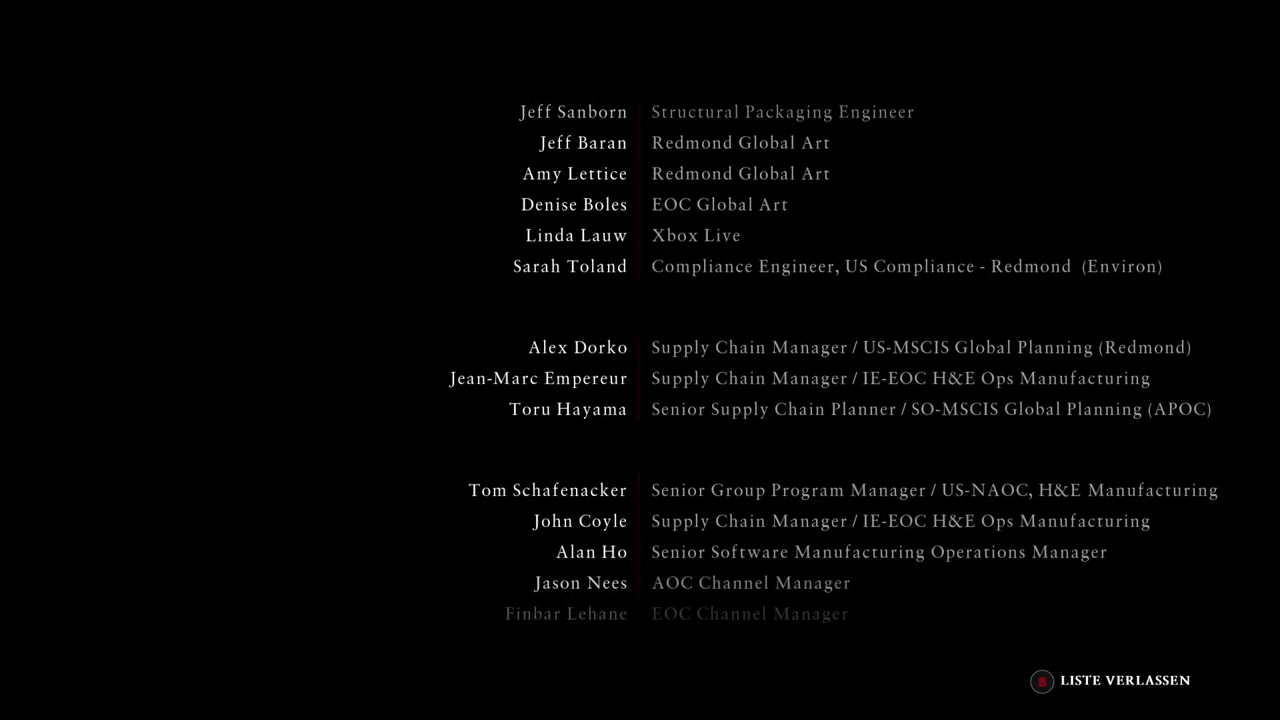 Jeff Sanborn Structural Packaging Engineer
Jeff Baran Redmond Global Art
Amy Lettice Redmond Global Art
Denise Boles EOC Global Art
Linda Lauw Xbox Live
Sarah Toland Compliance Engineer, US Compliance - Redmond (Environ)
Alex Dorko Supply Chain Manager / US-MSCIS Global Planning (Redmond)
Jean-Marc Empereur Supply Chain Manager / IE-EOC H&E Ops Manufacturing
Toru Hayama Senior Supply Chain Planner / SO-MSCIS Global Planning (APOC)
Tom Schafenacker Senior Group Program Manager / US-NAOC, H&E Manufacturing
John Coyle Supply Chain Manager / IE-EOC H&E Ops Manufacturing
Alan Ho Senior Software Manufacturing Operations Manager
Jason Nees AOC Channel Manager
Finbar Lehane EOC Channel Manager
B LISTE VERLASSEN